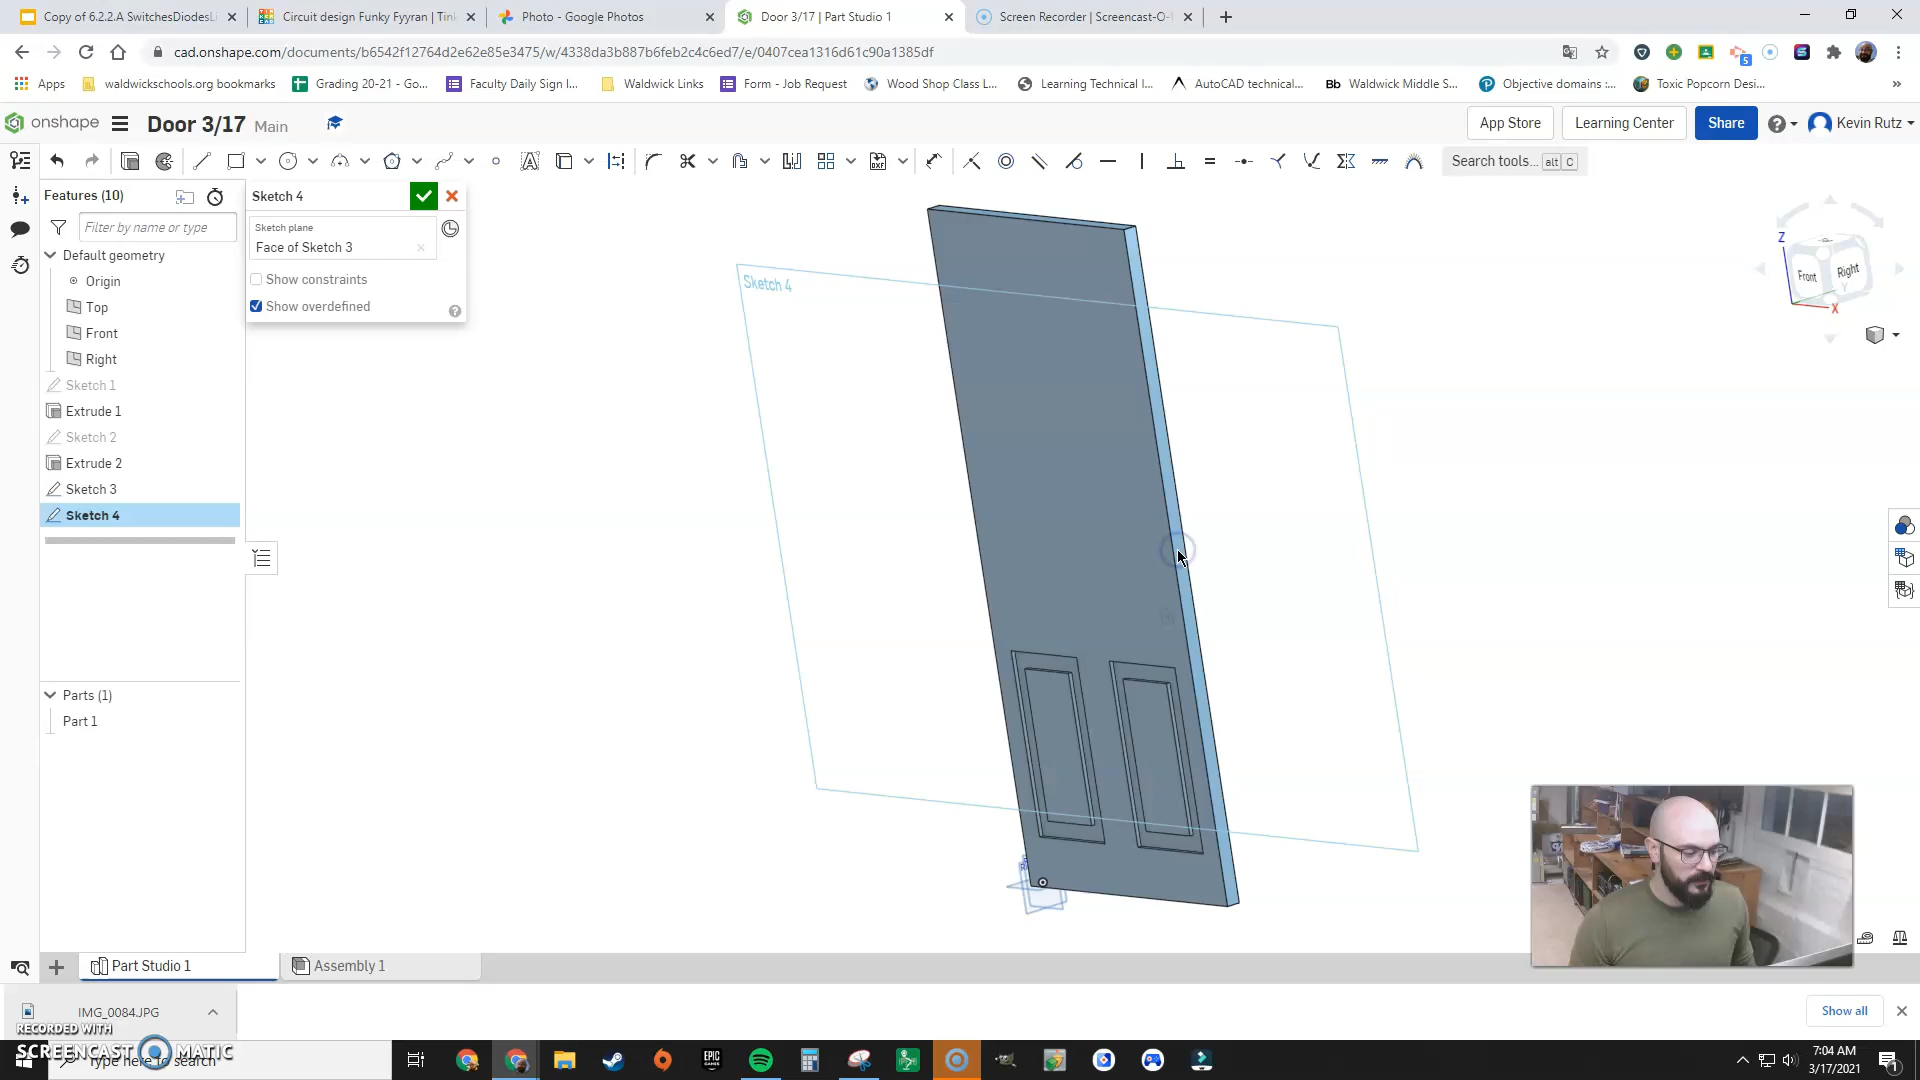 Copy of 6.2.2.A SwitchesDiodesLi
Circuit design Funky Fyyran | Tink
Photo - Google Photos
Door 3/17 | Part Studio 1
Screen Recorder | Screencast-O-
cad.onshape.com/documents/b6542f12764d2e62e85e3475/w/4338da3b887b6feb2c4c6ed7/e/0407cea1316d61c90a1385df
5
Apps
waldwickschools.org bookmarks
Grading 20-21 - Go...
Faculty Daily Sign I...
Waldwick Links
Form - Job Request
Wood Shop Class L...
Learning Technical I...
AutoCAD technical...
Bb Waldwick Middle S...
Objective domains :...
Toxic Popcorn Desi...
»
onshape
Door 3/17 Main
App Store
Learning Center
Share
Kevin Rutz
Search tools... alt C
Features (10)
Filter by name or type
Default geometry
Origin
Top
Front
Right
Sketch 1
Extrude 1
Sketch 2
Extrude 2
Sketch 3
Sketch 4
Parts (1)
Part 1
Sketch 4
Sketch plane
Face of Sketch 3
Show constraints
Show overdefined
Sketch 4
Z
Front
Right
Y
X
Part Studio 1
Assembly 1
IMG_0084.JPG
Show all
RECORDED WITH
SCREENCAST MATIC
Type here to search
EPIC GAMES
7:04 AM
3/17/2021
1